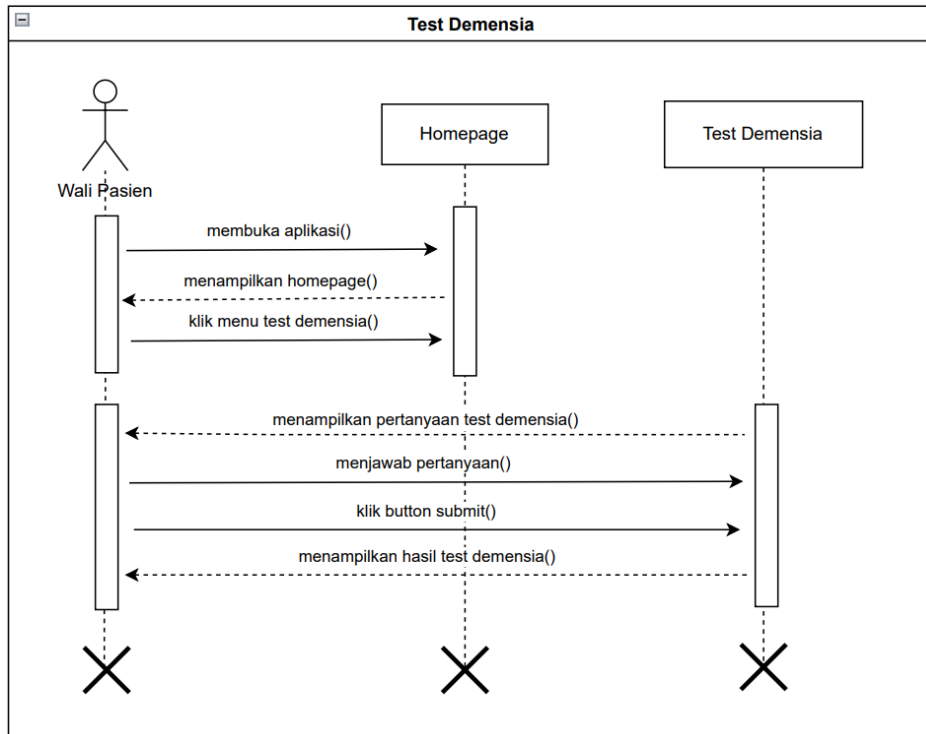 Test Demensia
Homepage
Test Demensia
Wali Pasien
membuka aplikasi()
menampilkan homepage()
klik menu test demensia()
menampilkan pertanyaan test demensia()
menjawab pertanyaan()
klik button submit()
menampilkan hasil test demensia()